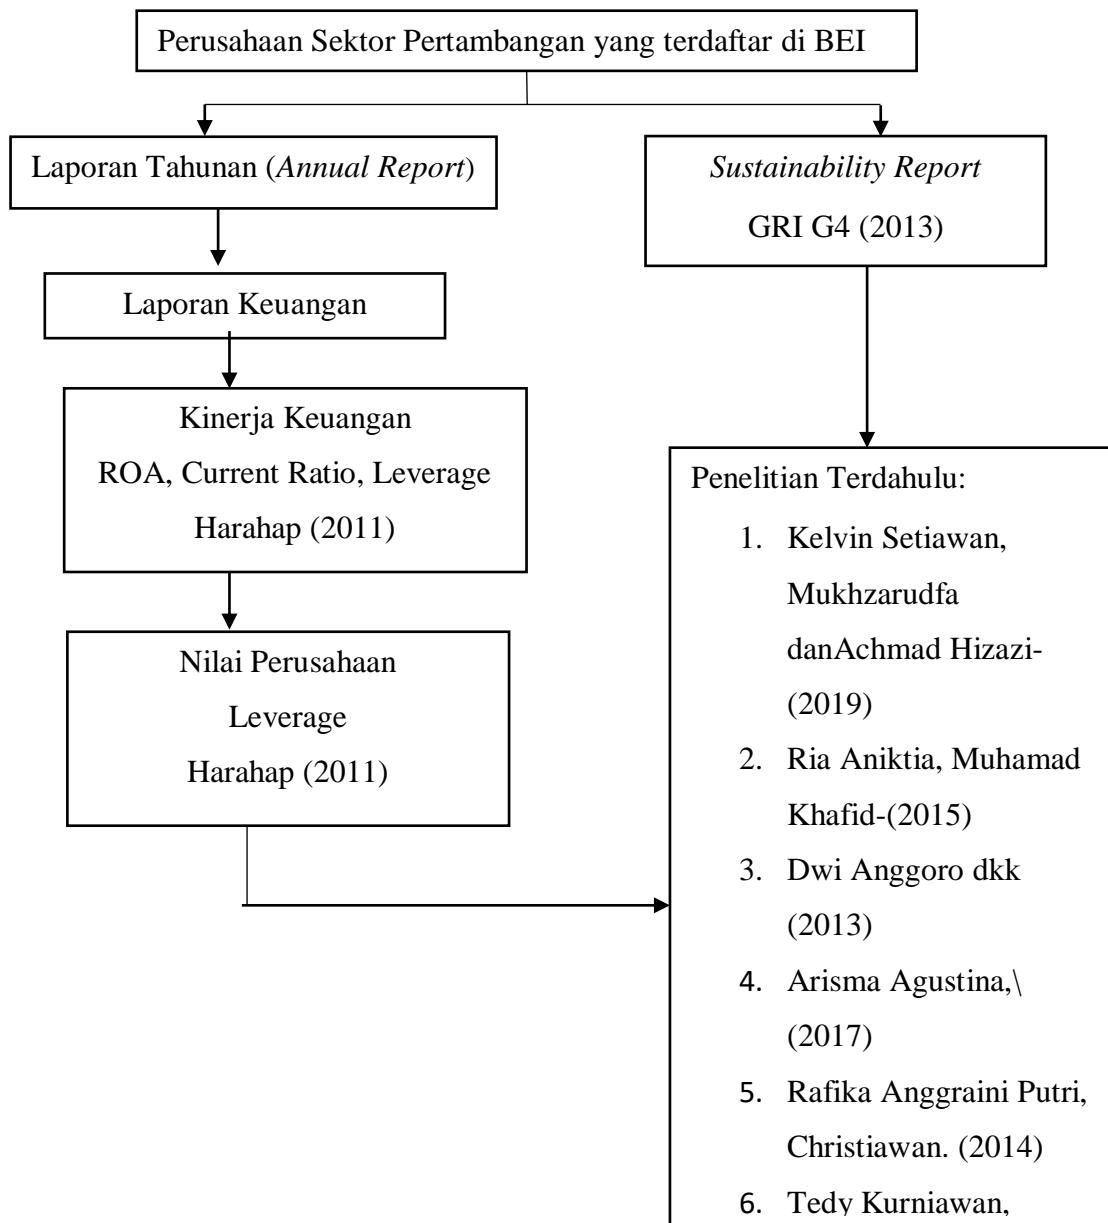 Perusahaan Sektor Pertambangan yang terdaftar di BEI
Laporan Tahunan (Annual Report)
Sustainability Report
GRI G4 (2013)
Laporan Keuangan
Kinerja Keuangan
ROA, Current Ratio, Leverage
Harahap (2011)
Nilai Perusahaan
Leverage
Harahap (2011)
Penelitian Terdahulu:
1. Kelvin Setiawan,
Mukhzarudfa
danAchmad Hizazi-
(2019)
2. Ria Aniktia, Muhamad
Khafid-(2015)
3. Dwi Anggoro dkk
(2013)
4. Arisma Agustina,\
(2017)
5. Rafika Anggraini Putri,
Christiawan. (2014)
6. Tedy Kurniawan,